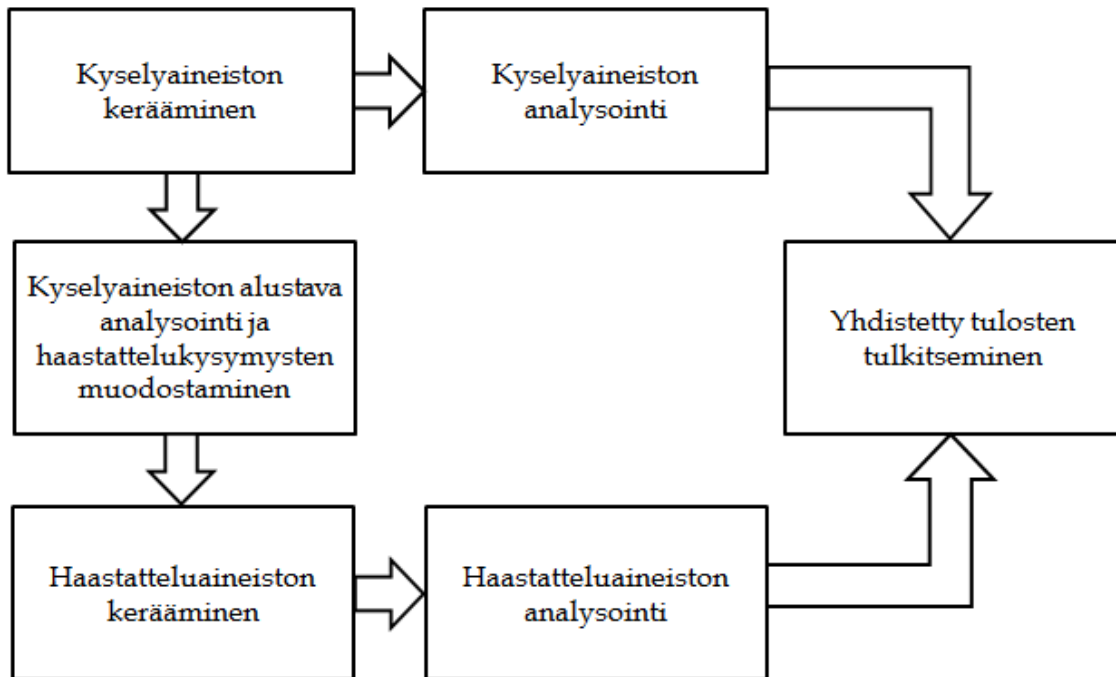 Kyselyaineiston
kerääminen
Kyselyaineiston
analysointi
Kyselyaineiston alustava
analysointi ja
haastattelukysymysten
muodostaminen
Yhdistetty tulosten
tulkitseminen
Haastatteluaineiston
kerääminen
Haastatteluaineiston
analysointi